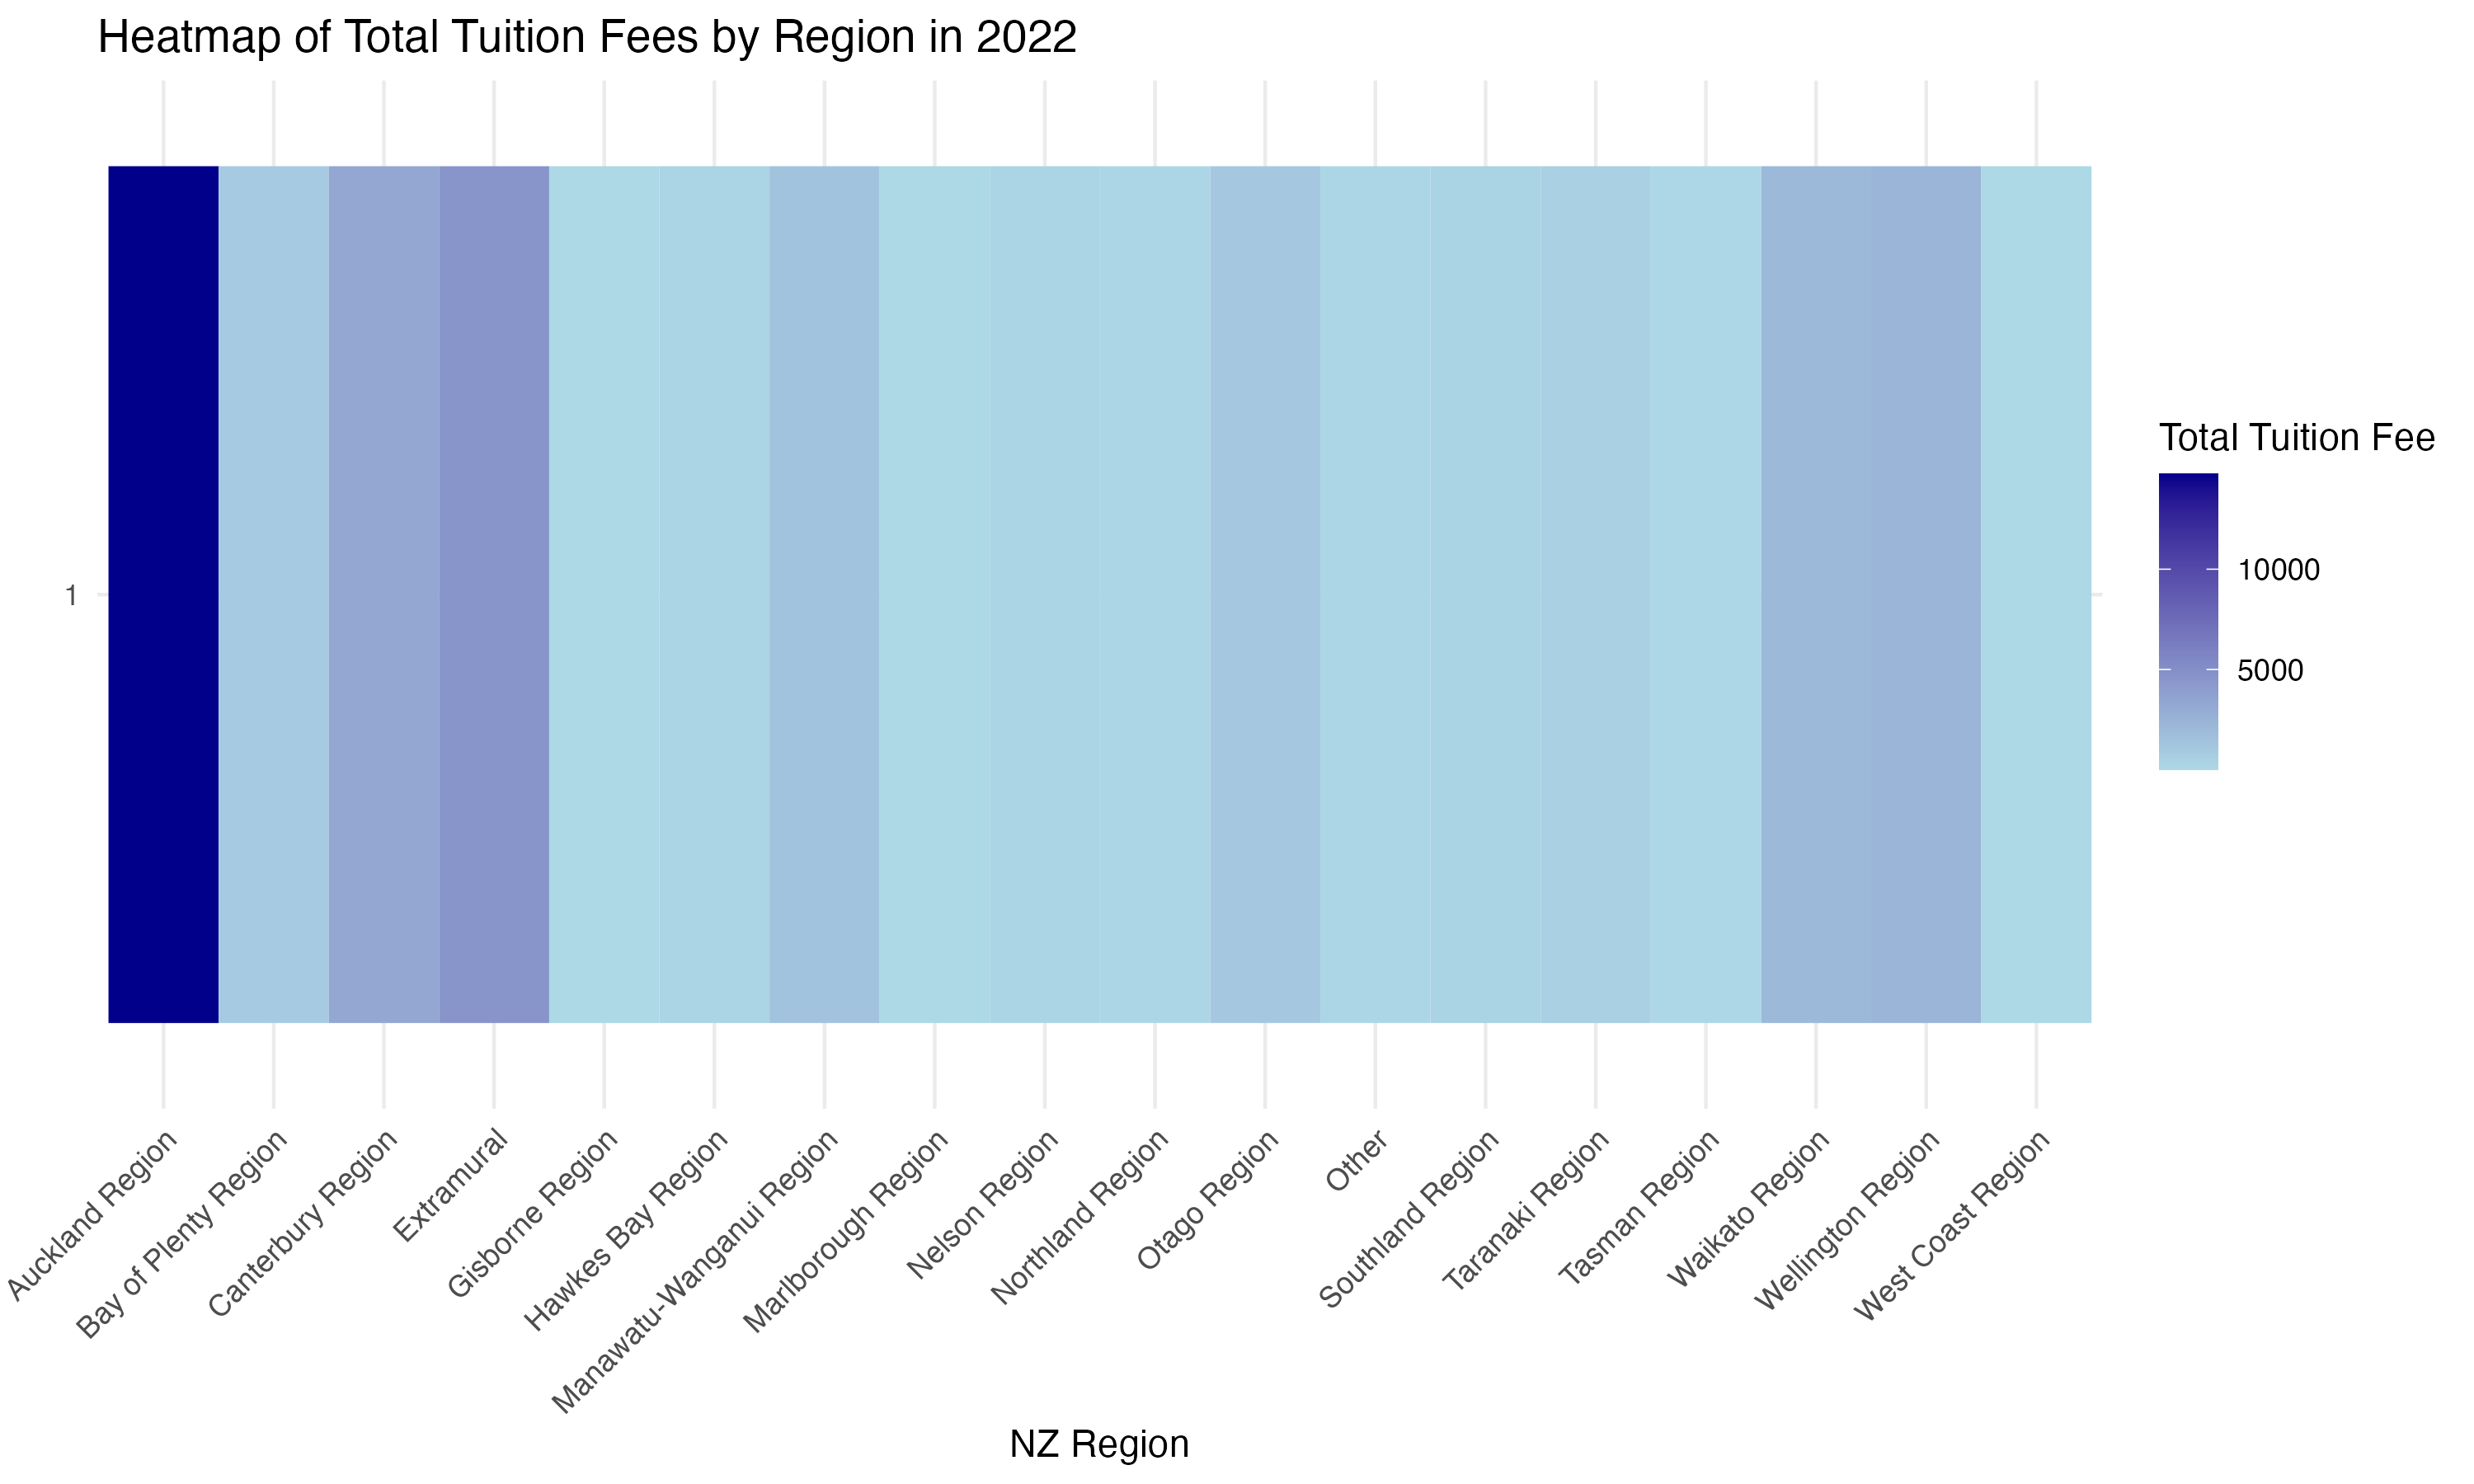 Heatmap of Total Tuition Fees by Region in 2022
1
Total Tuition Fee
10000
5000
Auckland Region
Bay of Plenty Region
Canterbury Region
Extramural
Gisborne Region
Hawkes Bay Region
Manawatu-Wanganui Region
Marlborough Region
Nelson Region
Northland Region
Otago Region
Other
Southland Region
Taranaki Region
Tasman Region
Waikato Region
Wellington Region
West Coast Region
NZ Region